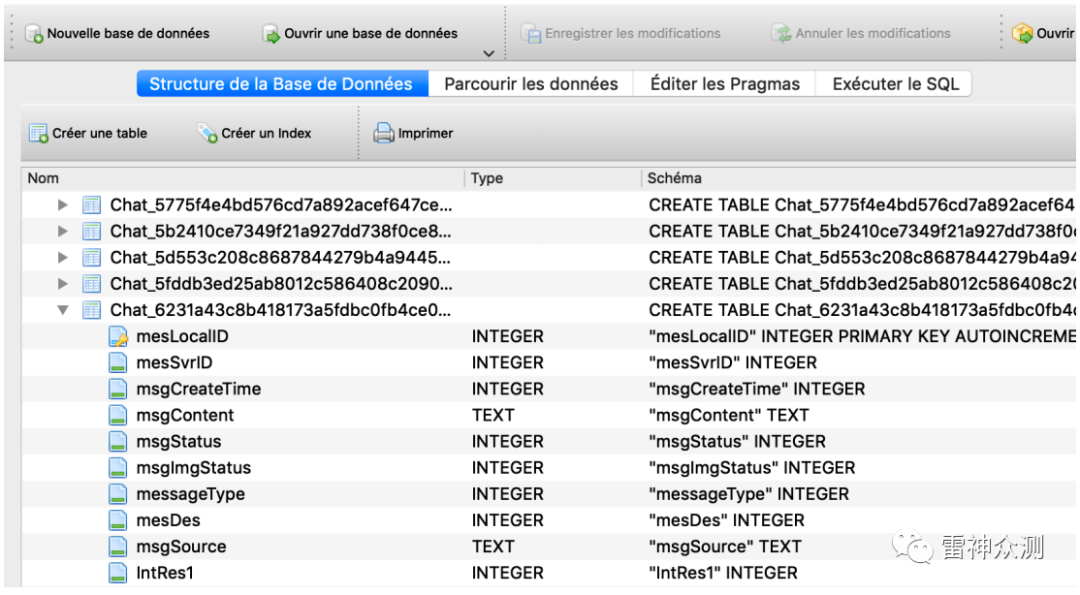 Nouvelle base de données Ouvrir une base de données Enregistrer les modifications Annuler les modifications Ouvrir
Structure de la Base de Données Parcourir les données Éditer les Pragmas Exécuter le SQL
Créer une table Créer un Index Imprimer
Nom Type Schéma
Chat_5775f4e4bd576cd7a892acef647ce... CREATE TABLE Chat_5775f4e4bd576cd7a892acef64
Chat_5b2410ce7349f21a927dd738f0ce8... CREATE TABLE Chat_5b2410ce7349f21a927dd738f0c
Chat_5d553c208c8687844279b4a9445... CREATE TABLE Chat_5d553c208c8687844279b4a94
Chat_5fddb3ed25ab8012c586408c2090... CREATE TABLE Chat_5fddb3ed25ab8012c586408c20
Chat_6231a43c8b418173a5fdbc0fb4ce0... CREATE TABLE Chat_6231a43c8b418173a5fdbc0fb4c
mesLocalID INTEGER "mesLocalID" INTEGER PRIMARY KEY AUTOINCREME
mesSvrID INTEGER "mesSvrID" INTEGER
msgCreateTime INTEGER "msgCreateTime" INTEGER
msgContent TEXT "msgContent" TEXT
msgStatus INTEGER "msgStatus" INTEGER
msgImgStatus INTEGER "msgImgStatus" INTEGER
messageType INTEGER "messageType" INTEGER
mesDes INTEGER "mesDes" INTEGER
msgSource TEXT "msgSource" TEXT
IntRes1 INTEGER "IntRes1" INTEGER
雷神众测